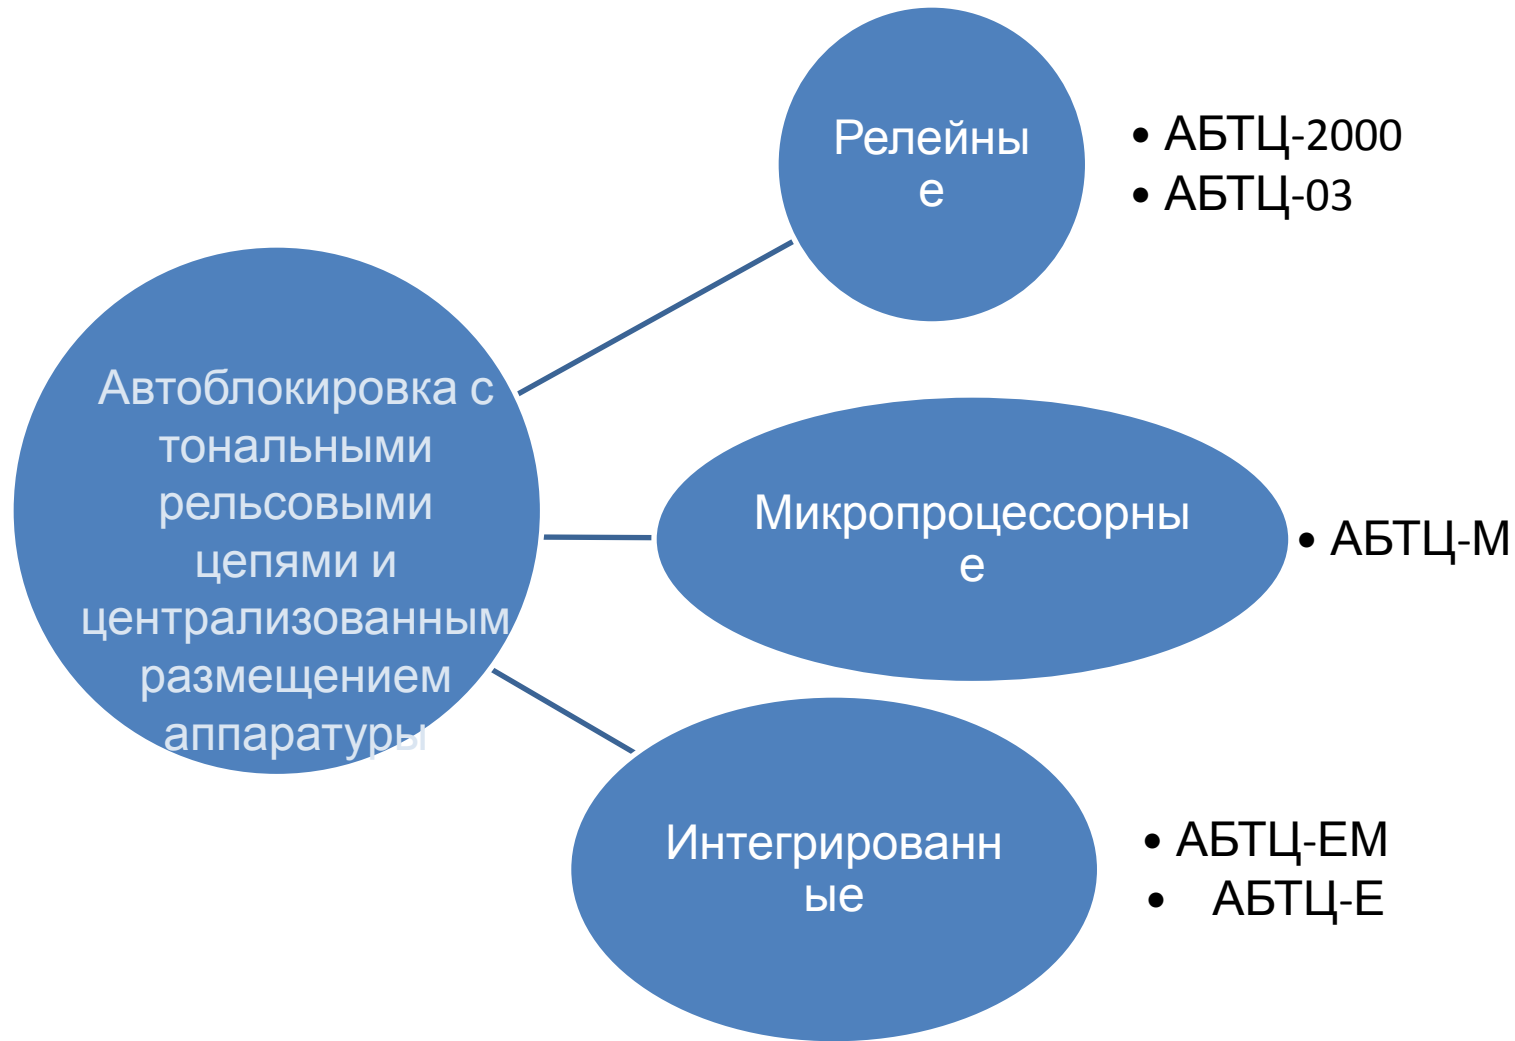 Автоблокировка с
тональными
рельсовыми
цепями и
централизованным
размещением
аппаратуры
Релейны
е
• АБТЦ-2000
• АБТЦ-03
Микропроцессорны
е
• АБТЦ-М
Интегрированн
ые
• АБТЦ-ЕМ
• АБТЦ-Е